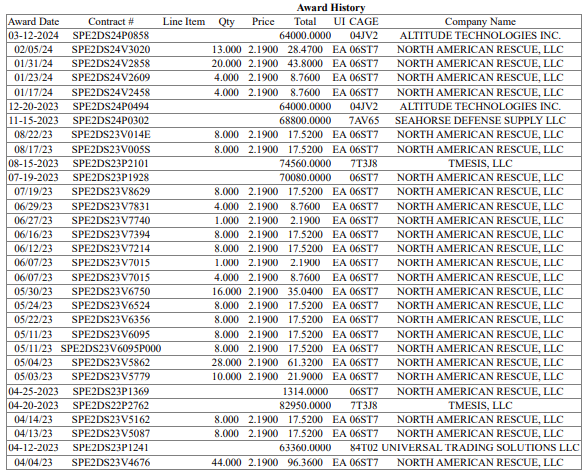 Award History
Award Date Contract # Line Item Qty Price Total UI CAGE Company Name
03-12-2024 SPE2DS24P0858 64000.0000 04JV2 ALTITUDE TECHNOLOGIES INC.
02/05/24 SPE2DS24V3020 13.000 2.1900 28.4700 EA 06ST7 NORTH AMERICAN RESCUE, LLC
01/31/24 SPE2DS24V2858 20.000 2.1900 43.8000 EA 06ST7 NORTH AMERICAN RESCUE, LLC
01/23/24 SPE2DS24V2609 4.000 2.1900 8.7600 EA 06ST7 NORTH AMERICAN RESCUE, LLC
01/17/24 SPE2DS24V2458 4.000 2.1900 8.7600 EA 06ST7 NORTH AMERICAN RESCUE, LLC
12-20-2023 SPE2DS24P0494 64000.0000 04JV2 ALTITUDE TECHNOLOGIES INC.
11-15-2023 SPE2DS24P0302 68800.0000 7AV65 SEAHORSE DEFENSE SUPPLY LLC
08/22/23 SPE2DS23V014E 8.000 2.1900 17.5200 EA 06ST7 NORTH AMERICAN RESCUE, LLC
08/17/23 SPE2DS23V005S 8.000 2.1900 17.5200 EA 06ST7 NORTH AMERICAN RESCUE, LLC
08-15-2023 SPE2DS23P2101 74560.0000 7T3J8 TMESIS, LLC
07-19-2023 SPE2DS23P1928 70080.0000 06ST7 NORTH AMERICAN RESCUE, LLC
07/19/23 SPE2DS23V8629 8.000 2.1900 17.5200 EA 06ST7 NORTH AMERICAN RESCUE, LLC
06/29/23 SPE2DS23V7831 4.000 2.1900 8.7600 EA 06ST7 NORTH AMERICAN RESCUE, LLC
06/27/23 SPE2DS23V7740 1.000 2.1900 2.1900 EA 06ST7 NORTH AMERICAN RESCUE, LLC
06/16/23 SPE2DS23V7394 8.000 2.1900 17.5200 EA 06ST7 NORTH AMERICAN RESCUE, LLC
06/12/23 SPE2DS23V7214 8.000 2.1900 17.5200 EA 06ST7 NORTH AMERICAN RESCUE, LLC
06/07/23 SPE2DS23V7015 1.000 2.1900 2.1900 EA 06ST7 NORTH AMERICAN RESCUE, LLC
06/07/23 SPE2DS23V7015 4.000 2.1900 8.7600 EA 06ST7 NORTH AMERICAN RESCUE, LLC
05/30/23 SPE2DS23V6750 16.000 2.1900 35.0400 EA 06ST7 NORTH AMERICAN RESCUE, LLC
05/24/23 SPE2DS23V6524 8.000 2.1900 17.5200 EA 06ST7 NORTH AMERICAN RESCUE, LLC
05/22/23 SPE2DS23V6356 8.000 2.1900 17.5200 EA 06ST7 NORTH AMERICAN RESCUE, LLC
05/11/23 SPE2DS23V6095 8.000 2.1900 17.5200 EA 06ST7 NORTH AMERICAN RESCUE, LLC
05/11/23 SPE2DS23V6095P000 8.000 2.1900 17.5200 EA 06ST7 NORTH AMERICAN RESCUE, LLC
05/04/23 SPE2DS23V5862 28.000 2.1900 61.3200 EA 06ST7 NORTH AMERICAN RESCUE, LLC
05/03/23 SPE2DS23V5779 10.000 2.1900 21.9000 EA 06ST7 NORTH AMERICAN RESCUE, LLC
04-25-2023 SPE2DS23P1369 1314.0000 06ST7 NORTH AMERICAN RESCUE, LLC
04-20-2023 SPE2DS22P2762 82950.0000 7T3J8 TMESIS, LLC
04/14/23 SPE2DS23V5162 8.000 2.1900 17.5200 EA 06ST7 NORTH AMERICAN RESCUE, LLC
04/13/23 SPE2DS23V5087 8.000 2.1900 17.5200 EA 06ST7 NORTH AMERICAN RESCUE, LLC
04-12-2023 SPE2DS23P1241 63360.0000 84T02 UNIVERSAL TRADING SOLUTIONS LLC
04/04/23 SPE2DS23V4676 44.000 2.1900 96.3600 EA 06ST7 NORTH AMERICAN RESCUE, LLC